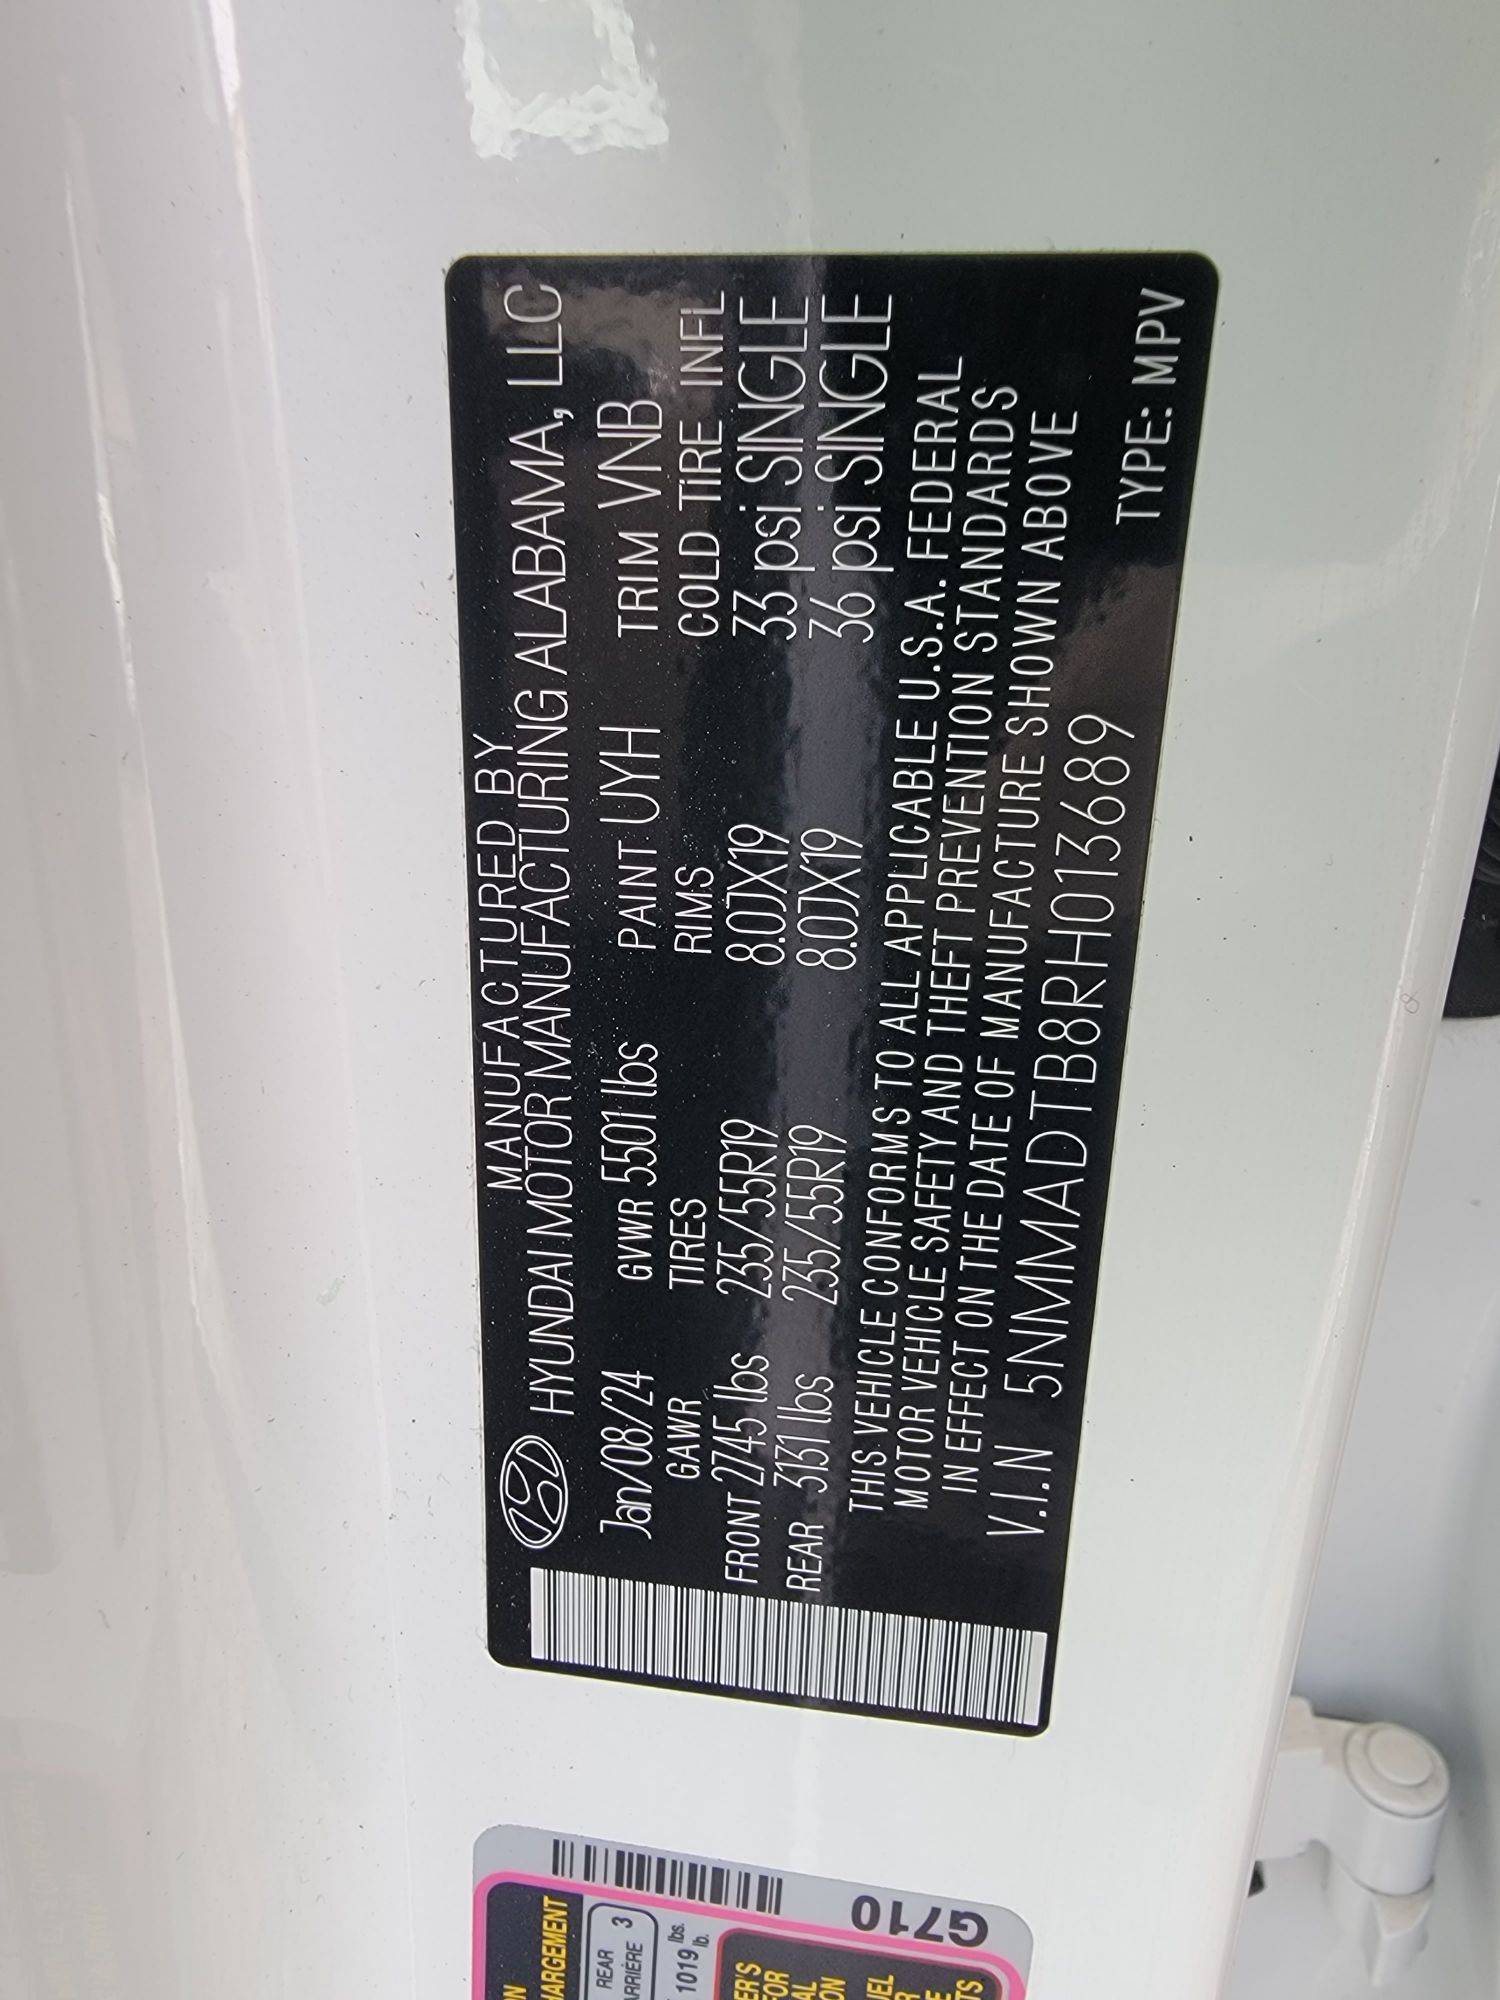 MANUFACTURED BY
HYUNDAI MOTOR MANUFACTURING ALABAMA, LLC
Jan/08/24 GVWR 5501 lbs PAINT UYH TRIM VNB
GAWR TIRES RIMS COLD TiRE INFL
FRONT 2745 lbs 235/55R19 8.0JX19 33 psi SINGLE
REAR 3131 lbs 235/55R19 8.0JX19 36 psi SINGLE
THIS VEHICLE CONFORMS TO ALL APPLICABLE U.S.A. FEDERAL
MOTOR VEHICLE SAFETY AND THEFT PREVENTION STANDARDS
IN EFFECT ON THE DATE OF MANUFACTURE SHOWN ABOVE
V.I.N 5NMMADTB8RH013689
TYPE: MPV
G710
REAR
3
1019 lbs.
lb.